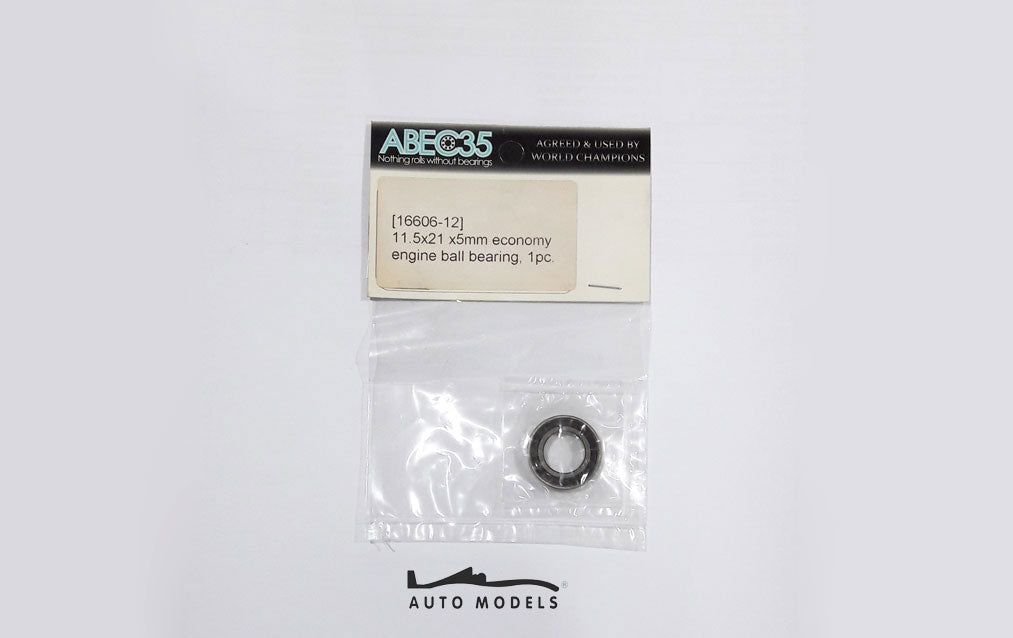 ABEC35
Nothing rolls without bearings
AGREED & USED BY
WORLD CHAMPIONS
[16606-12]
11.5x21 x5mm economy
engine ball bearing, 1pc.
®
AUTO MODELS